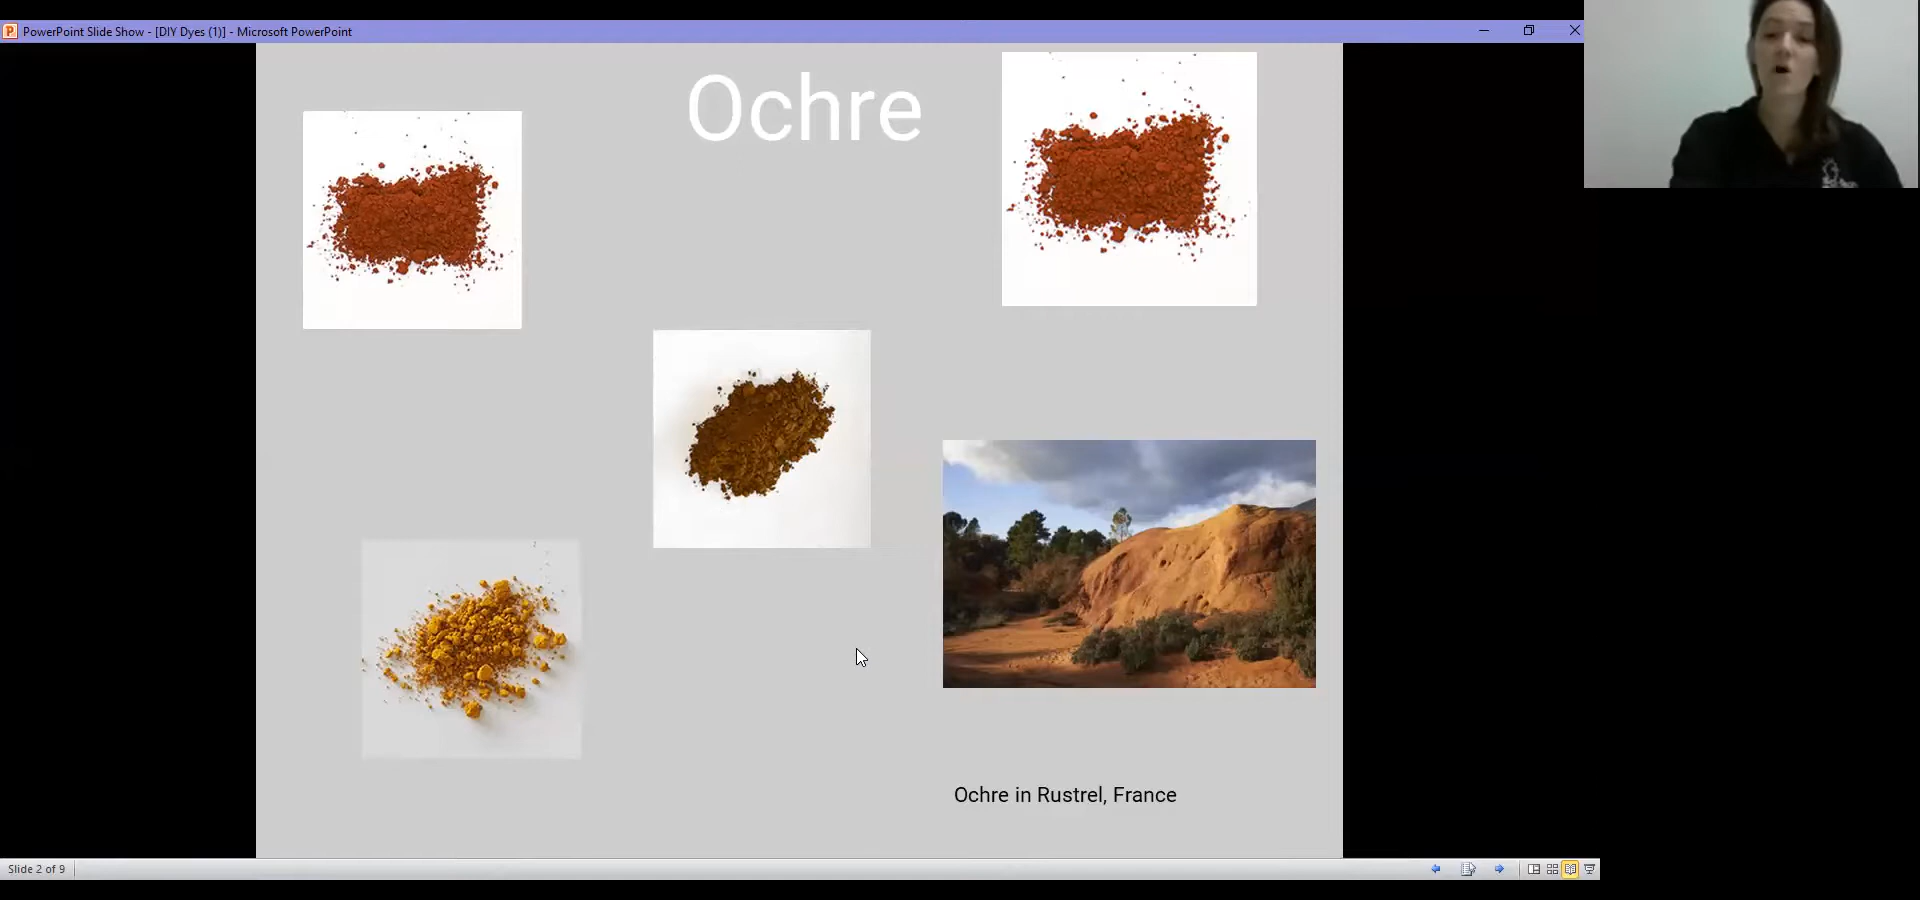 PowerPoint Slide Show - [DIY Dyes (1)] - Microsoft PowerPoint
Ochre
Ochre in Rustrel, France
Slide 2 of 9